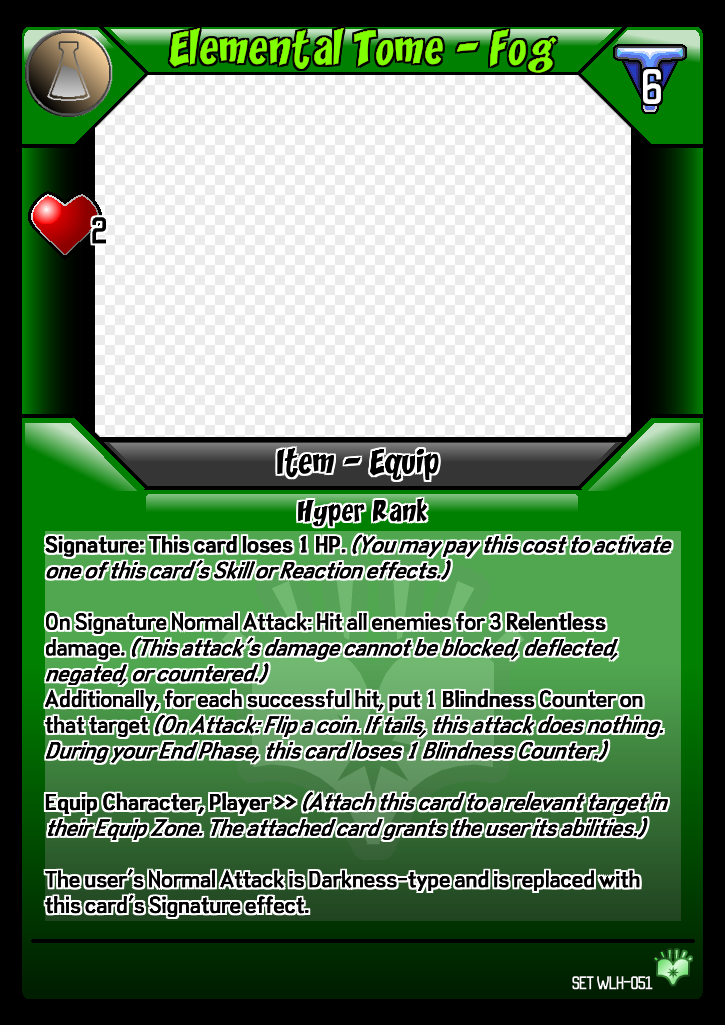 Elemental Tome - Fog
6
2
Item - Equip
Hyper Rank
Signature: This card loses 1 HP. (You may pay this cost to activate
one of this card's Skill or Reaction effects.)
On Signature Normal Attack: Hit all enemies for 3 Relentless
damage. (This attack's damage cannot be blocked, deflected,
negated, or countered.)
Additionally, for each successful hit, put 1 Blindness Counter on
that target (On Attack: Flip a coin. If tails, this attack does nothing.
During your End Phase, this card loses 1 Blindness Counter.)
Equip Character, Player >> (Attach this card to a relevant target in
their Equip Zone. The attached card grants the user its abilities.)
The user's Normal Attack is Darkness-type and is replaced with
this card's Signature effect.
SET WLH-051